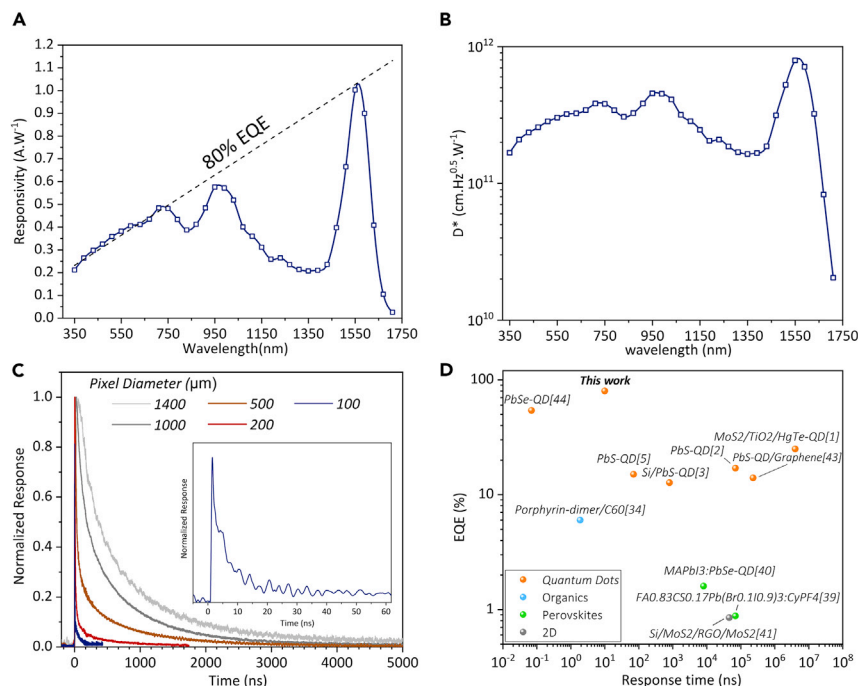 A
1.2
1.1
1.0
0.9
0.8
0.7
0.6
0.5
0.4
0.3
0.2
0.1
0.0
Responsivity (A.W-1)
80% EQE
350 550 750 950 1150 1350 1550 1750
Wavelength(nm)
B
10^12
10^11
10^10
D* (cm.Hz^0.5.W-1)
350 550 750 950 1150 1350 1550 1750
wavelength (nm)
C
Pixel Diameter (μm)
1400 500 100
1000 200
1.0
0.8
0.6
0.4
0.2
0.0
Normalized Response
0 1000 2000 3000 4000 5000
Time (ns)
Normalized Response
0 10 20 30 40 50 60
Time (ns)
D
100
10
1
EQE (%)
This work
PbSe-QD[44]
MoS2/TiO2/HgTe-QD[1]
PbS-QD[2]
PbS-QD/Graphene[43]
PbS-QD[5]
Si/PbS-QD[3]
Porphyrin-dimer/C60[34]
MAPbI3:PbSe-QD[40]
FA0.83CS0.17Pb(Br0.1I0.9)3:CyPF4[39]
Si/MoS2/RGO/MoS2[41]
Quantum Dots
Organics
Perovskites
2D
10^-2 10^-1 10^0 10^1 10^2 10^3 10^4 10^5 10^6 10^7 10^8
Response time (ns)